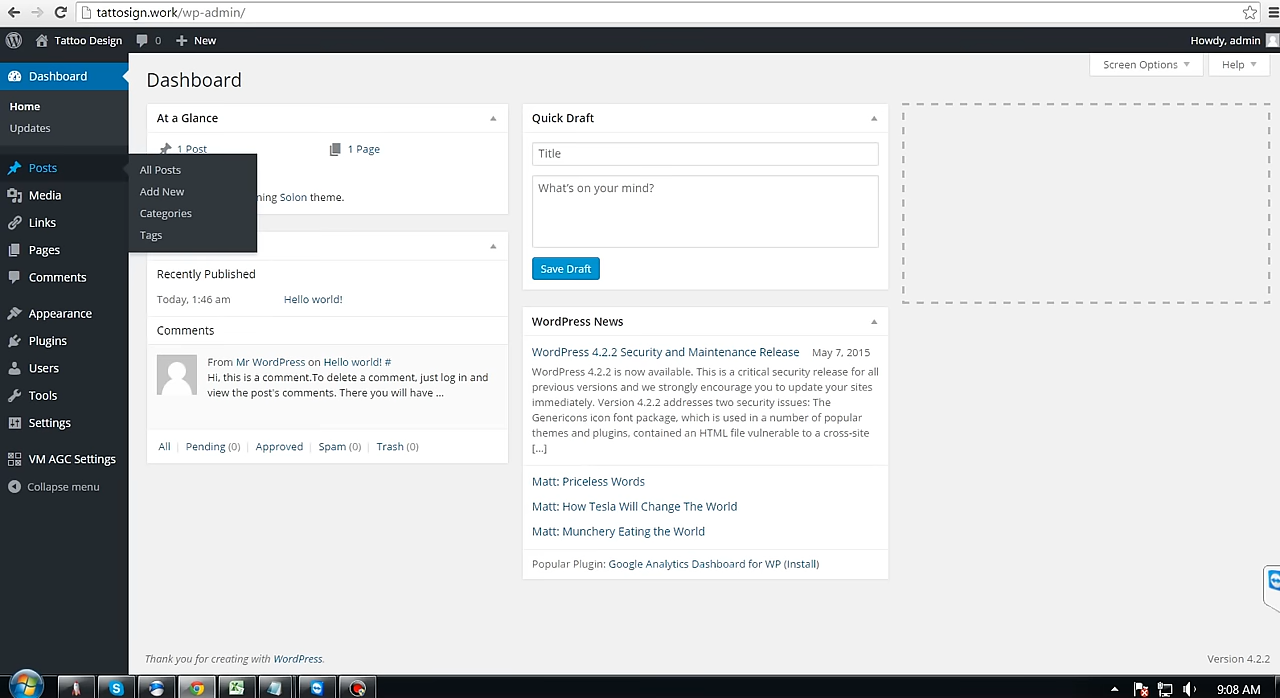 tattosign.work/wp-admin/
Tattoo Design
0
New
Howdy, admin
Dashboard
Home
Updates
Posts
Media
Links
Pages
Comments
Appearance
Plugins
Users
Tools
Settings
VM AGC Settings
Collapse menu
All Posts
Add New
Categories
Tags
Dashboard
Screen Options
Help
At a Glance
1 Post
1 Page
ning Solon theme.
Recently Published
Today, 1:46 am
Hello world!
Comments
From Mr WordPress on Hello world! #
Hi, this is a comment.To delete a comment, just log in and
view the post's comments. There you will have ...
All | Pending (0) | Approved | Spam (0) | Trash (0)
Quick Draft
Title
What's on your mind?
Save Draft
WordPress News
WordPress 4.2.2 Security and Maintenance Release May 7, 2015
WordPress 4.2.2 is now available. This is a critical security release for all
previous versions and we strongly encourage you to update your sites
immediately. Version 4.2.2 addresses two security issues: The
Genericons icon font package, which is used in a number of popular
themes and plugins, contained an HTML file vulnerable to a cross-site
[...]
Matt: Priceless Words
Matt: How Tesla Will Change The World
Matt: Munchery Eating the World
Popular Plugin: Google Analytics Dashboard for WP (Install)
Thank you for creating with WordPress.
Version 4.2.2
9:08 AM